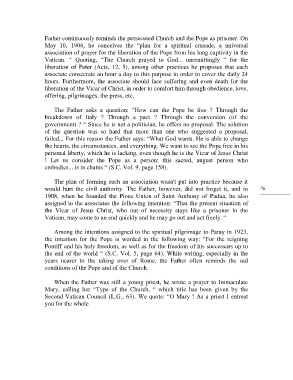 Father continuously reminds the persecuted Church and the Pope as prisoner. On
May 10, 1906, he conceives the “plan for a spiritual crusade, a universal
association of prayer for the liberation of the Pope from his long captivity in the
Vatican. “ Quoting, “The Church prayed to God.. unremittingly “ for the
liberation of Peter (Acts, 12, 5), among other practices he proposes that each
associate consecrate an hour a day to this purpose in order to cover the daily 24
hours. Furthermore, the associate should face suffering and even death for the
liberation of the Vicar of Christ, in order to comfort him through obedience, love,
offering, pilgrimages, the press, etc.
The Father asks a question: “How can the Pope be free ? Through the
breakdown of Italy ? Through a pact ? Through the conversion (of the
government) ? “ Since he is not a politician, he offers no proposal. The solution
of the question was so hard that more than one who suggested a proposal,
failed.. For this reason the Father says: “What God wants. He is able to change
the hearts, the circumstances, and everything. We want to see the Pope free in his
personal liberty, which he is lacking, even though he is the Vicar of Jesus Christ
! Let us consider the Pope as a person: this sacred, august person who
embodies... is in chains “ (S.C. Vol. 9, page 158).
The plan of forming such an association wasn't put into practice because it
would hurt the civil authority. The Father, however, did not forget it, and in
1908, when he founded the Pious Union of Saint Anthony of Padua, he also
assigned to the associates the following intention: “That the present situation of
the Vicar of Jesus Christ, who out of necessity stays like a prisoner in the
Vatican, may come to an end quickly and he may go out and act freely. “
76
Among the intentions assigned to the spiritual pilgrimage to Paray in 1923,
the intention for the Pope is worded in the following way: “For the reigning
Pontiff and his holy freedom, as well as for the freedom of his successors up to
the end of the world “ (S.C. Vol. 5, page 64). While writing, especially in the
years nearer to the taking over of Rome, the Father often reminds the sad
conditions of the Pope and of the Church.
When the Father was still a young priest, he wrote a prayer to Immaculate
Mary, calling her “Type of the Church, “ which title has been given by the
Second Vatican Council (L.G., 63). We quote: “O Mary ! As a priest I entreat
you for the whole